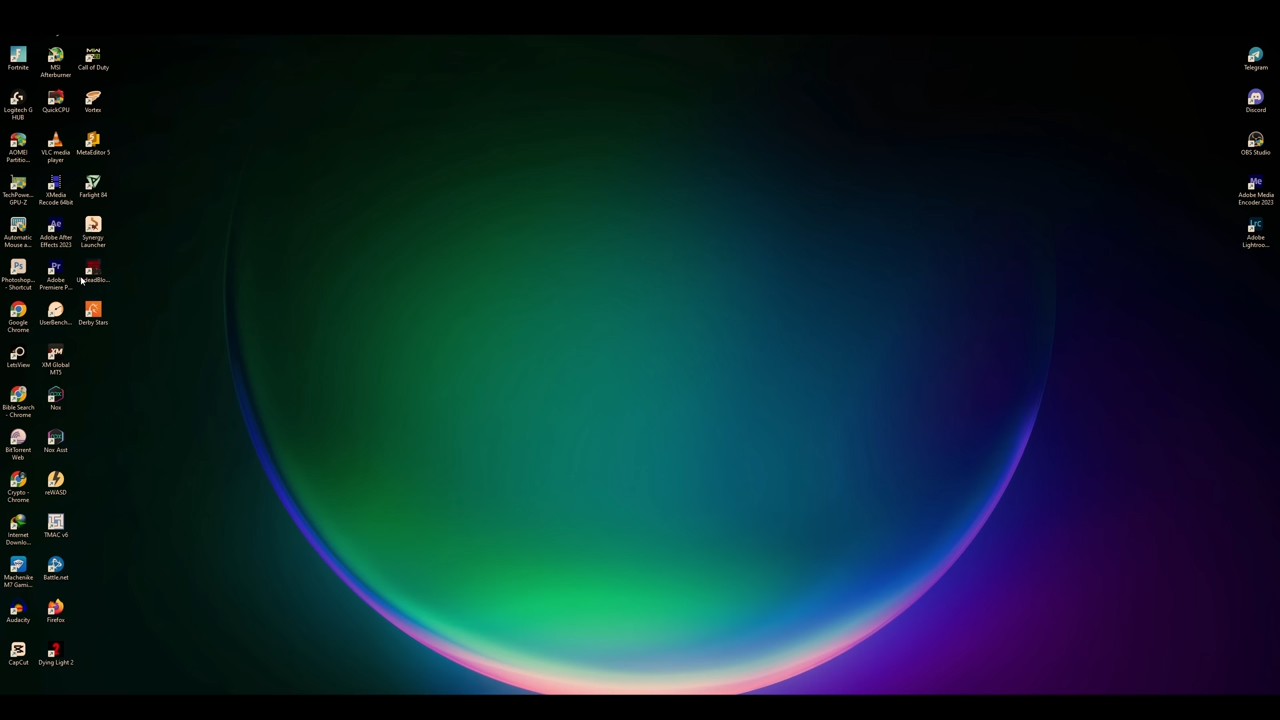 Fortnite
MSI
Afterburner
Call of Duty
Logitech G
HUB
QuickCPU
Vortex
AOMEI
Partitio...
VLC media
player
MetaEditor 5
TechPowe...
GPU-Z
XMedia
Recode 64bit
Farlight 84
Automatic
Mouse a...
Adobe After
Effects 2023
Synergy
Launcher
Photoshop...
- Shortcut
Adobe
Premiere P...
Google
Chrome
UserBench...
Derby Stars
LetsView
XM Global
MT5
Bible Search
- Chrome
Nox
BitTorrent
Web
Nox Asst
Crypto -
Chrome
reWASD
Internet
Downlo...
TMAC v6
Machenike
M7 Gami...
Battle.net
Audacity
Firefox
CapCut
Dying Light 2
Telegram
Discord
OBS Studio
Adobe Media
Encoder 2023
Adobe
Lightroo...